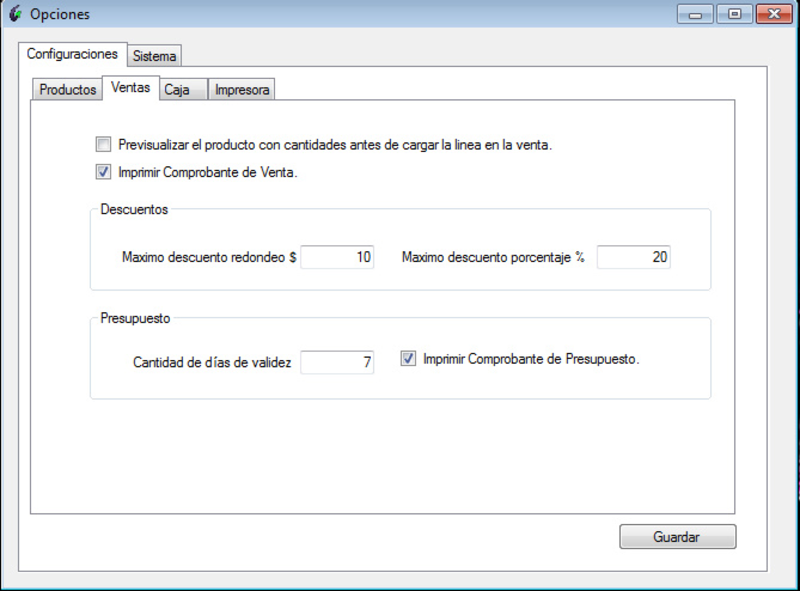 Opciones
Configuraciones Sistema
Productos Ventas Caja Impresora
Previsualizar el producto con cantidades antes de cargar la linea en la venta.
Imprimir Comprobante de Venta.
Descuentos
Maximo descuento redondeo $ 10 Maximo descuento porcentaje % 20
Presupuesto
Cantidad de días de validez 7 Imprimir Comprobante de Presupuesto.
Guardar